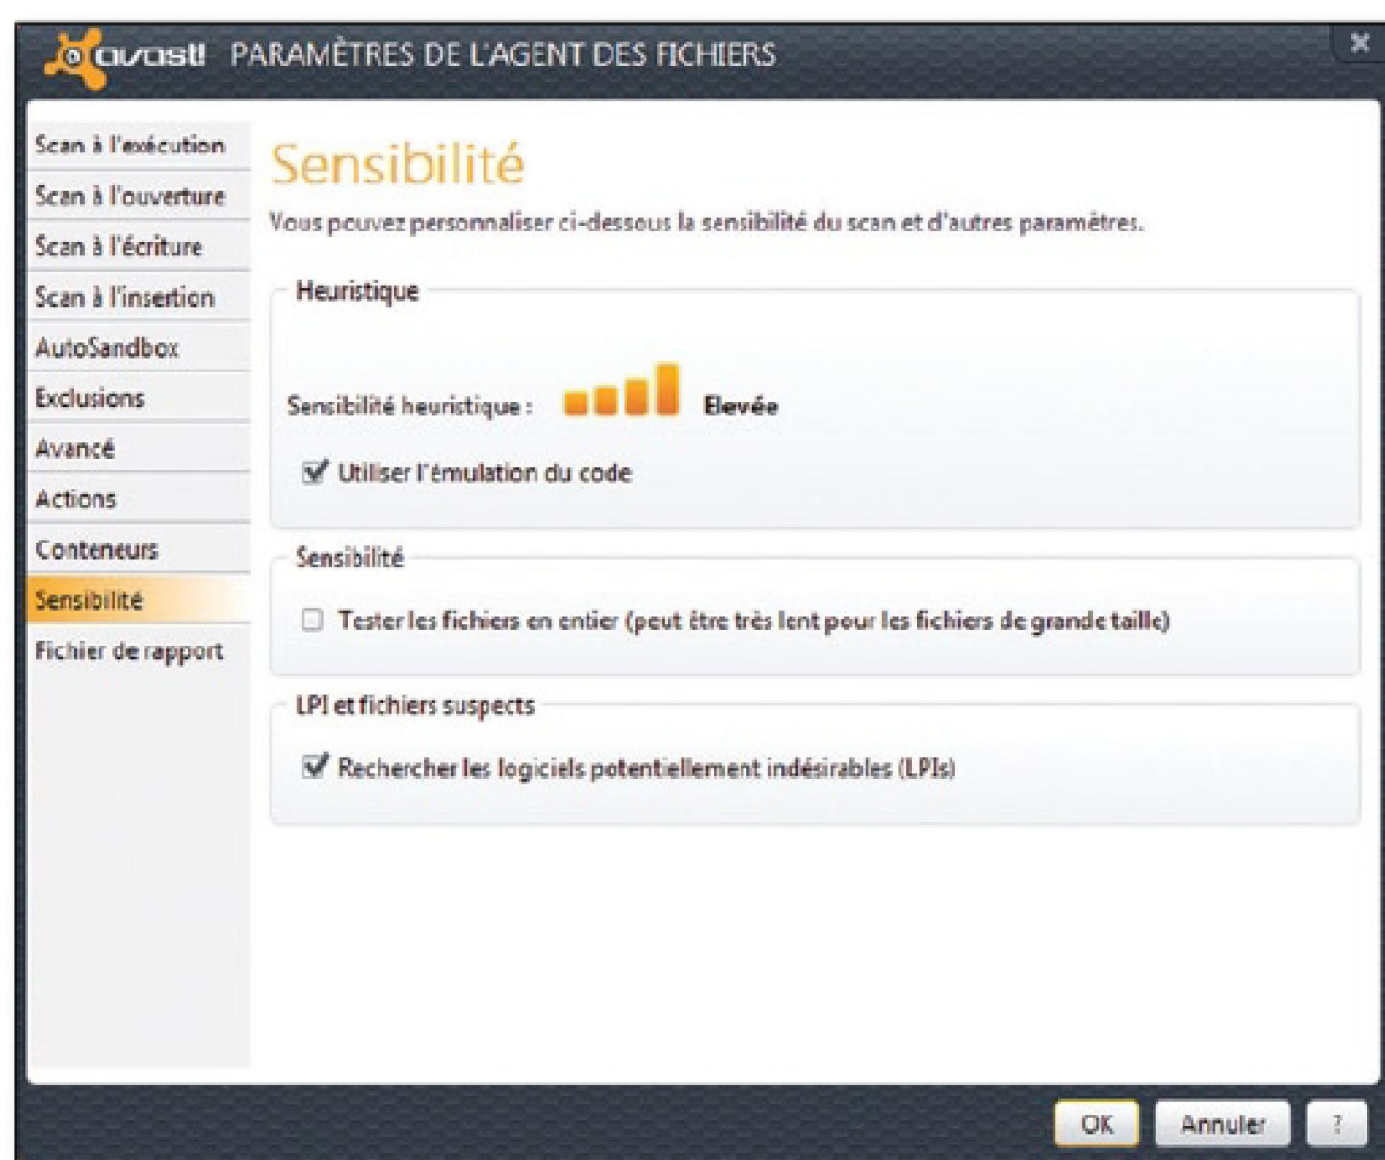 avast! PARAMÈTRES DE L'AGENT DES FICHIERS
Scan à l'exécution
Scan à l'ouverture
Scan à l'écriture
Scan à l'insertion
AutoSandbox
Exclusions
Avancé
Actions
Conteneurs
Sensibilité
Fichier de rapport
Sensibilité
Vous pouvez personnaliser ci-dessous la sensibilité du scan et d'autres paramètres.
Heuristique
Sensibilité heuristique : Elevée
Utiliser l'émulation du code
Sensibilité
Tester les fichiers en entier (peut être très lent pour les fichiers de grande taille)
LPI et fichiers suspects
Rechercher les logiciels potentiellement indésirables (LPIs)
OK Annuler ?